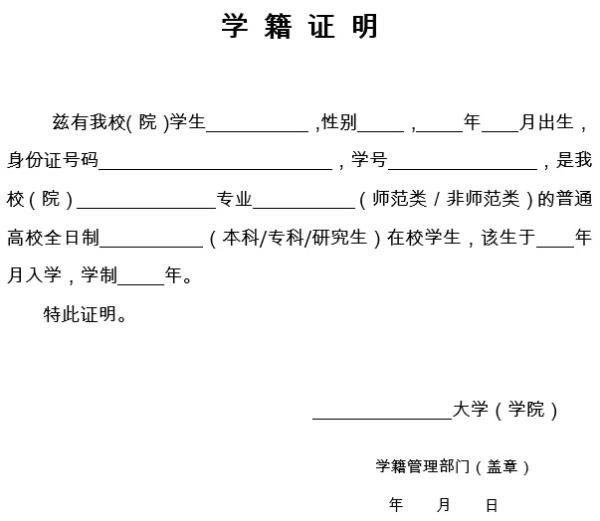 学 籍 证 明
兹有我校(院)学生___________,性别_____,_____年____月出生，
身份证号码_________________________，学号________________，是我
校(院)_______________专业___________(师范类/非师范类)的普通
高校全日制___________(本科/专科/研究生)在校学生，该生于____年
月入学，学制_____年。
特此证明。
_______________大学(学院)
学籍管理部门(盖章)
年 月 日